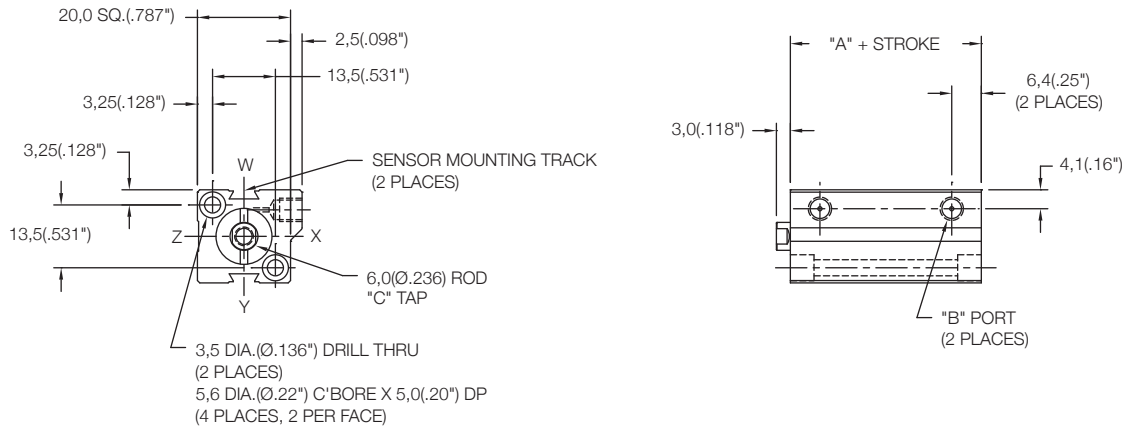 20,0 SQ.(.787")
2,5(.098")
13,5(.531")
3,25(.128")
3,25(.128")
W
SENSOR MOUNTING TRACK
(2 PLACES)
13,5(.531")
Z
X
6,0(Ø.236) ROD
"C" TAP
Y
3,5 DIA.(Ø.136") DRILL THRU
(2 PLACES)
5,6 DIA.(Ø.22") C'BORE X 5,0(.20") DP
(4 PLACES, 2 PER FACE)
"A" + STROKE
6,4(.25")
(2 PLACES)
3,0(.118")
4,1(.16")
"B" PORT
(2 PLACES)